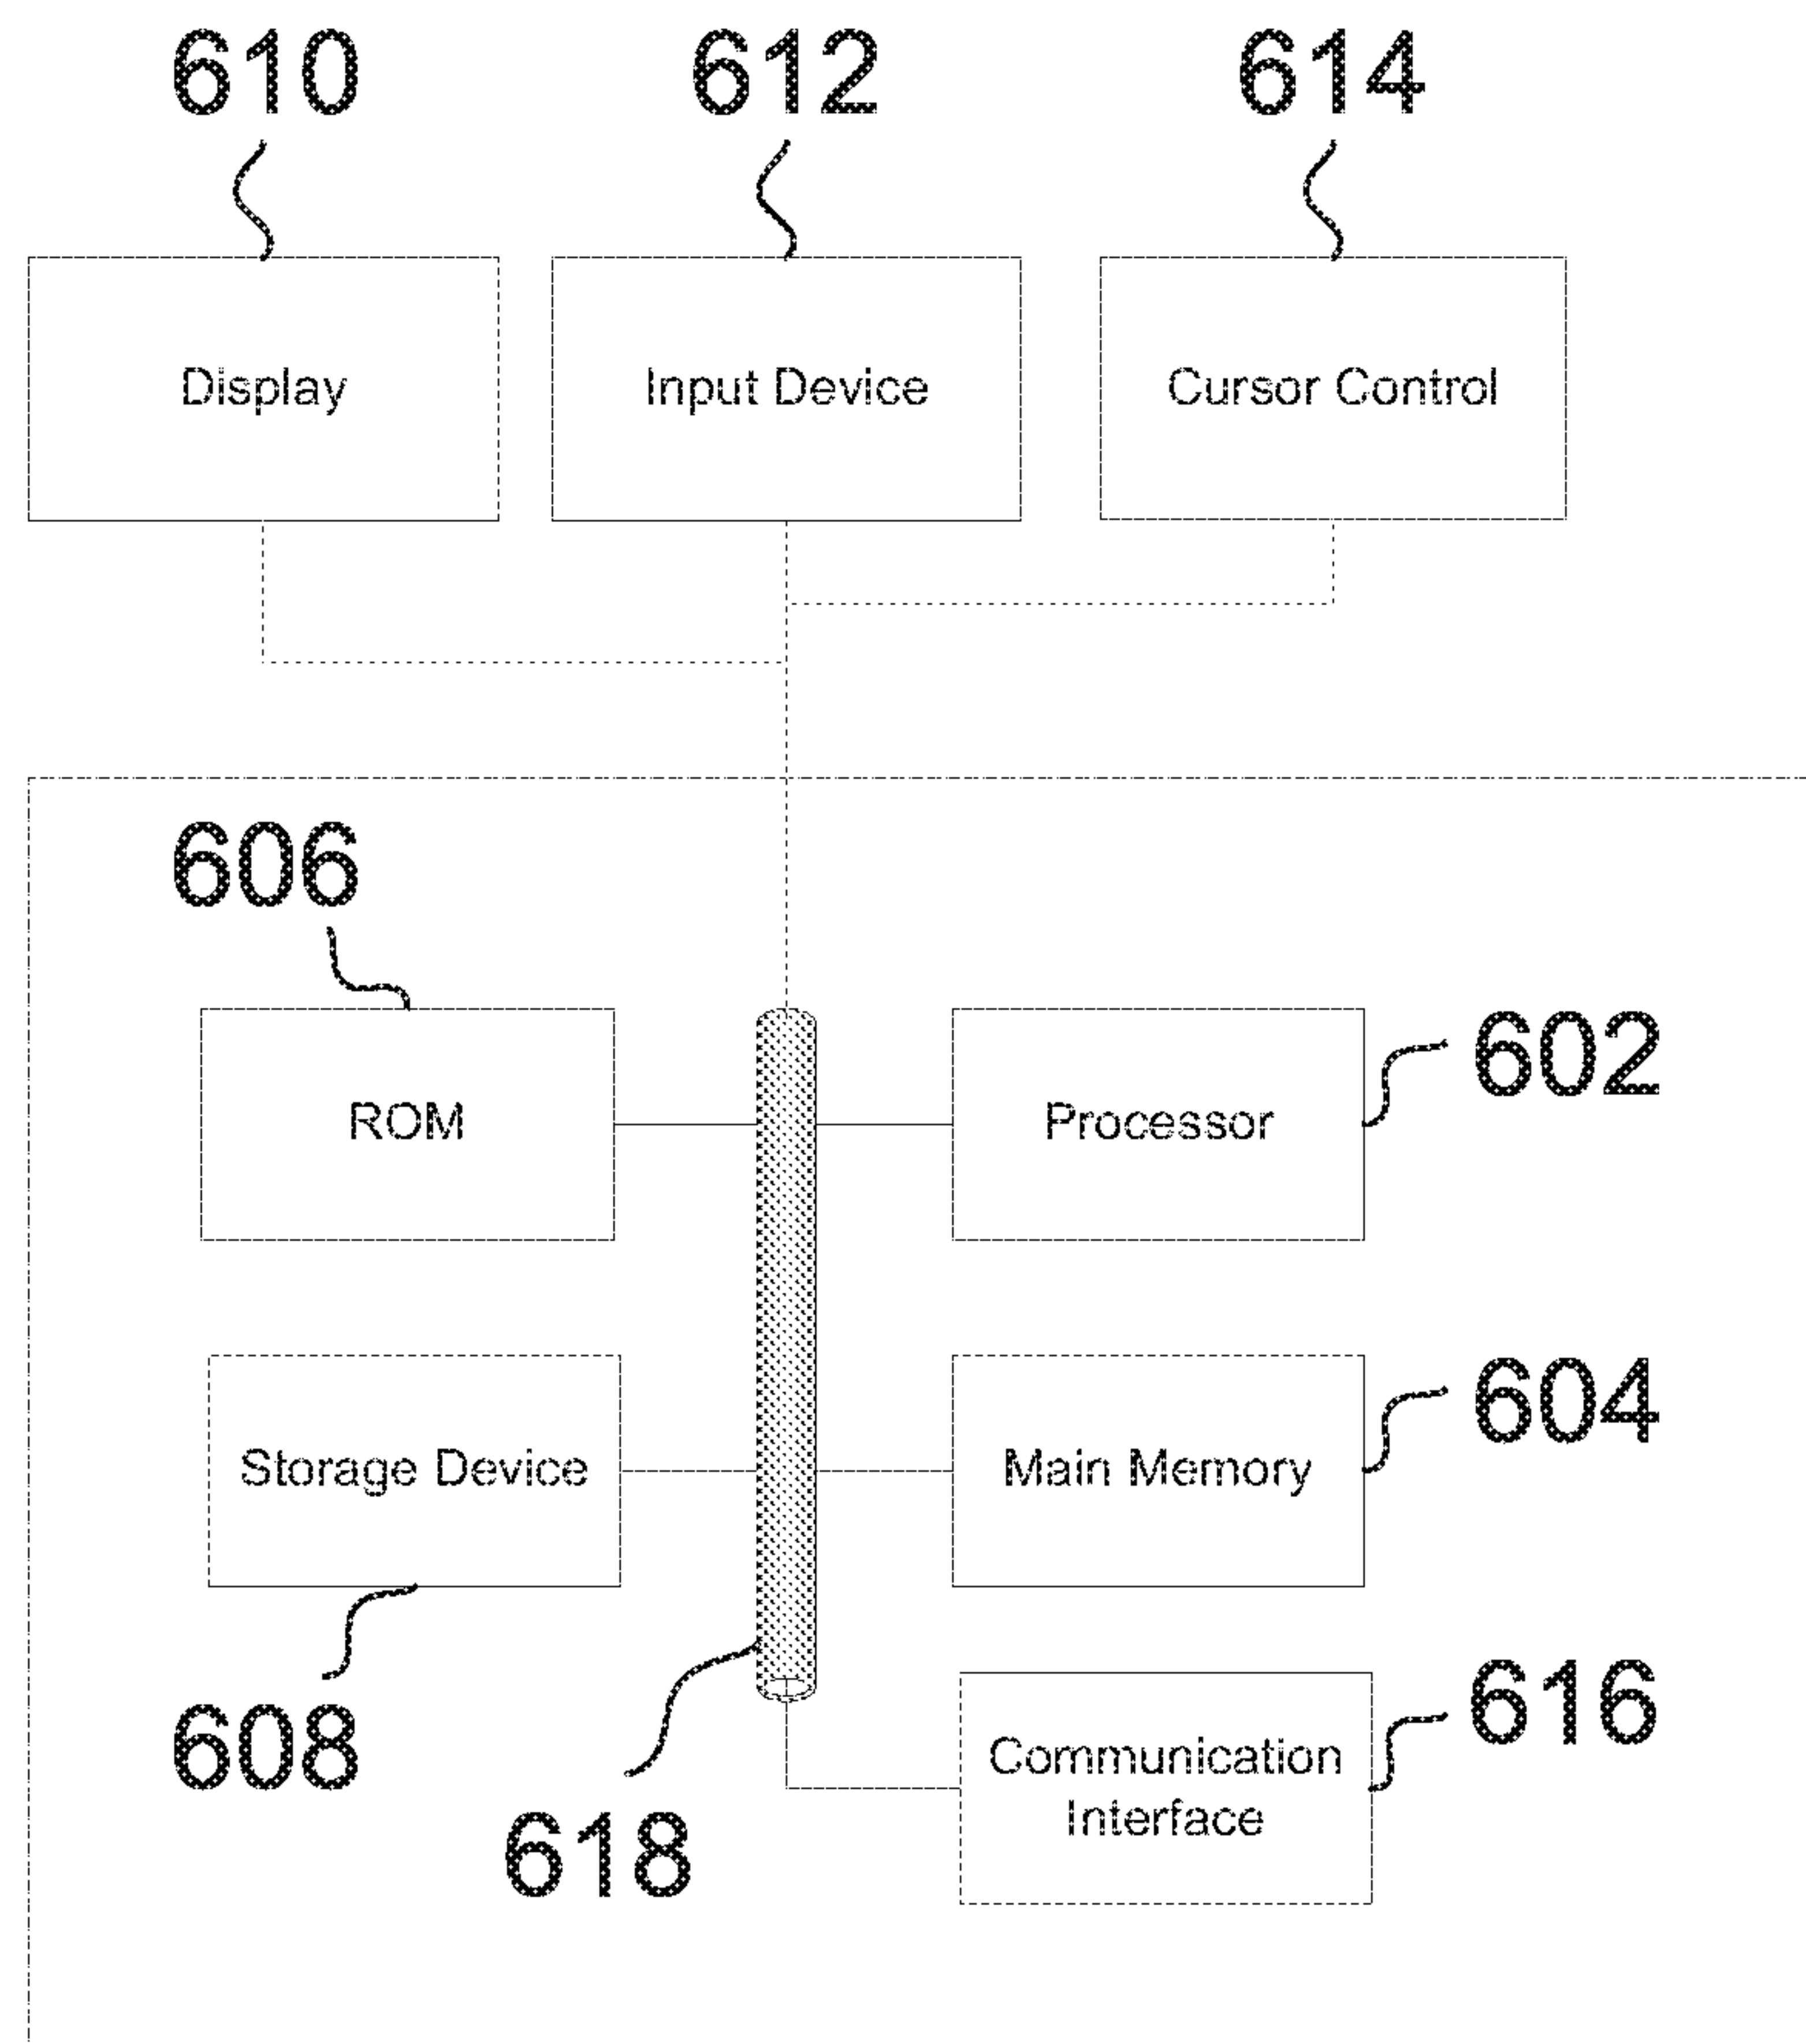 610
612
614
Display
Input Device
Cursor Control
606
602
ROM
Processor
604
Storage Device
Main Memory
616
608
Communication
Interface
618